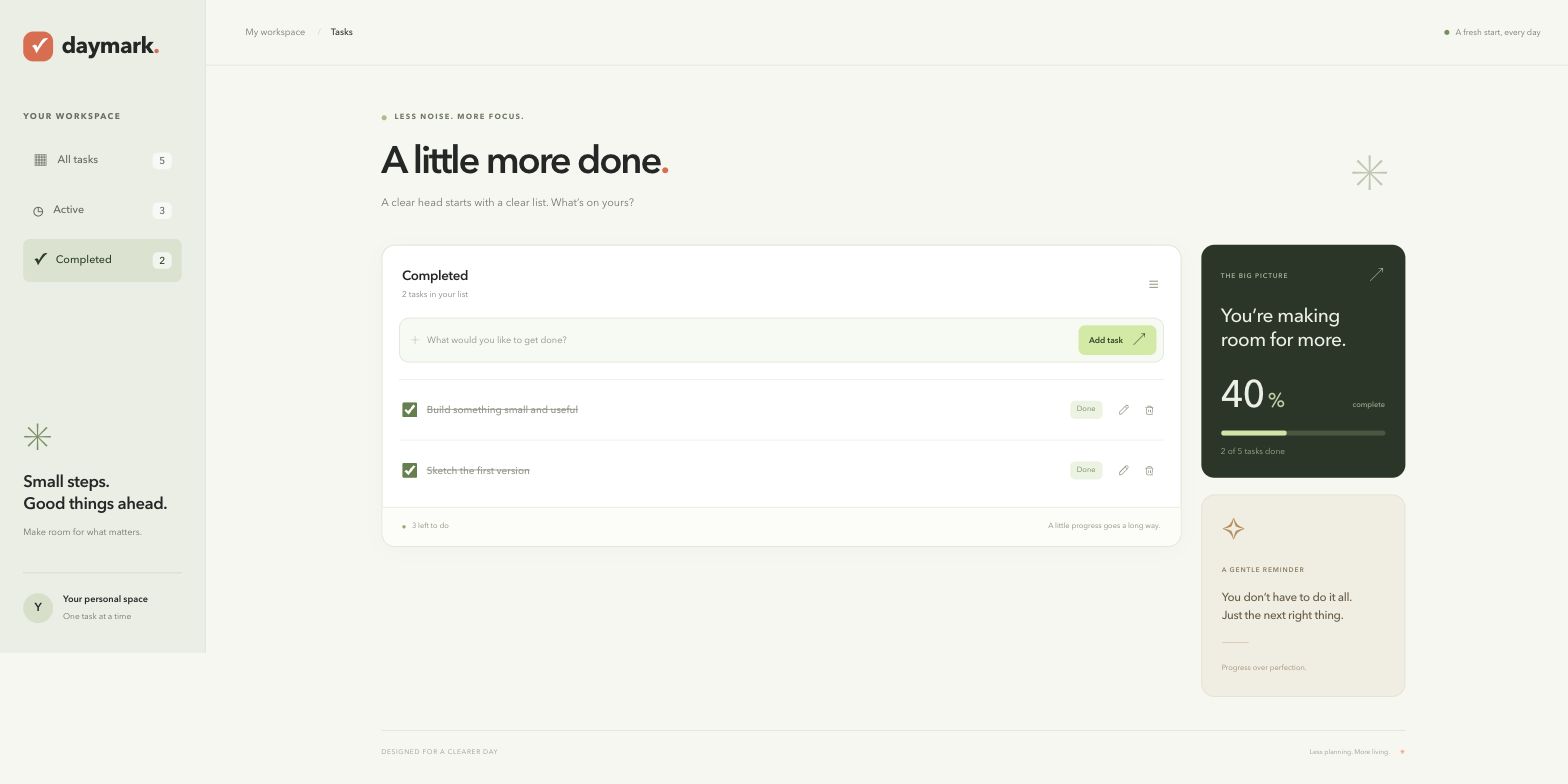 daymark.
YOUR WORKSPACE
All tasks 5
Active 3
Completed 2
Small steps.
Good things ahead.
Make room for what matters.
Y
Your personal space
One task at a time
My workspace / Tasks
A fresh start, every day
LESS NOISE. MORE FOCUS.
A little more done.
A clear head starts with a clear list. What's on yours?
Completed
2 tasks in your list
+ What would you like to get done?
Add task
Build something small and useful
Done
Sketch the first version
Done
3 left to do
A little progress goes a long way.
THE BIG PICTURE
You're making
room for more.
40%
complete
2 of 5 tasks done
A GENTLE REMINDER
You don't have to do it all.
Just the next right thing.
Progress over perfection.
DESIGNED FOR A CLEARER DAY
Less planning. More living.